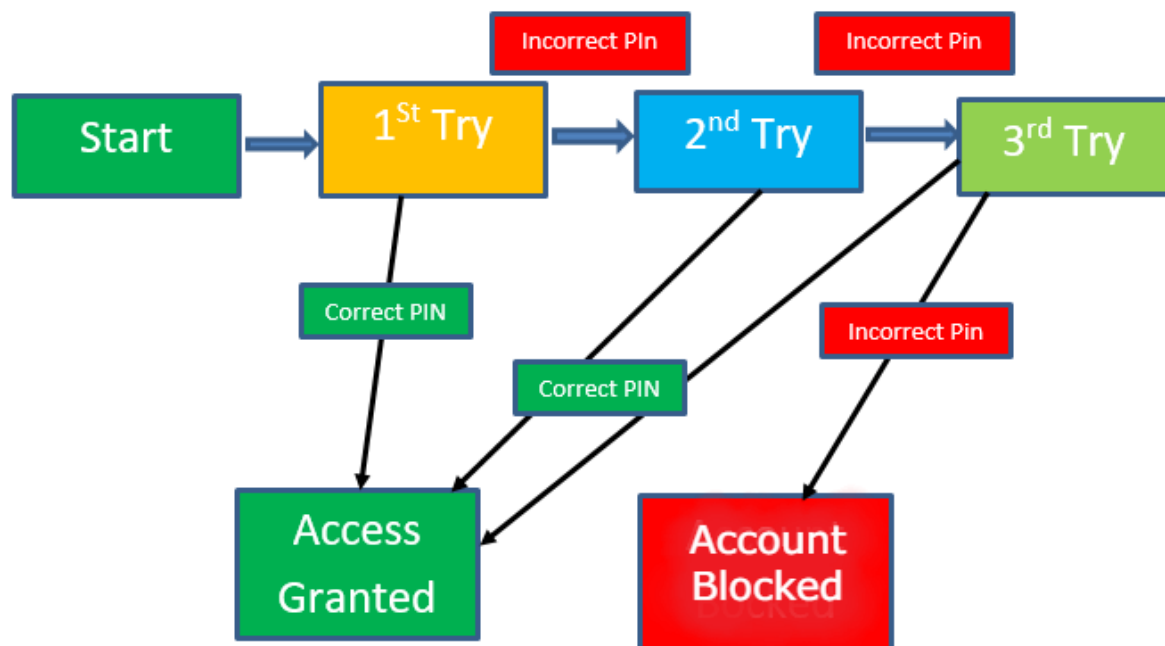 Incorrect PIn
Incorrect Pin
Start
1St Try
2nd Try
3rd Try
Correct PIN
Incorrect Pin
Correct PIN
Access
Granted
Account
Blocked